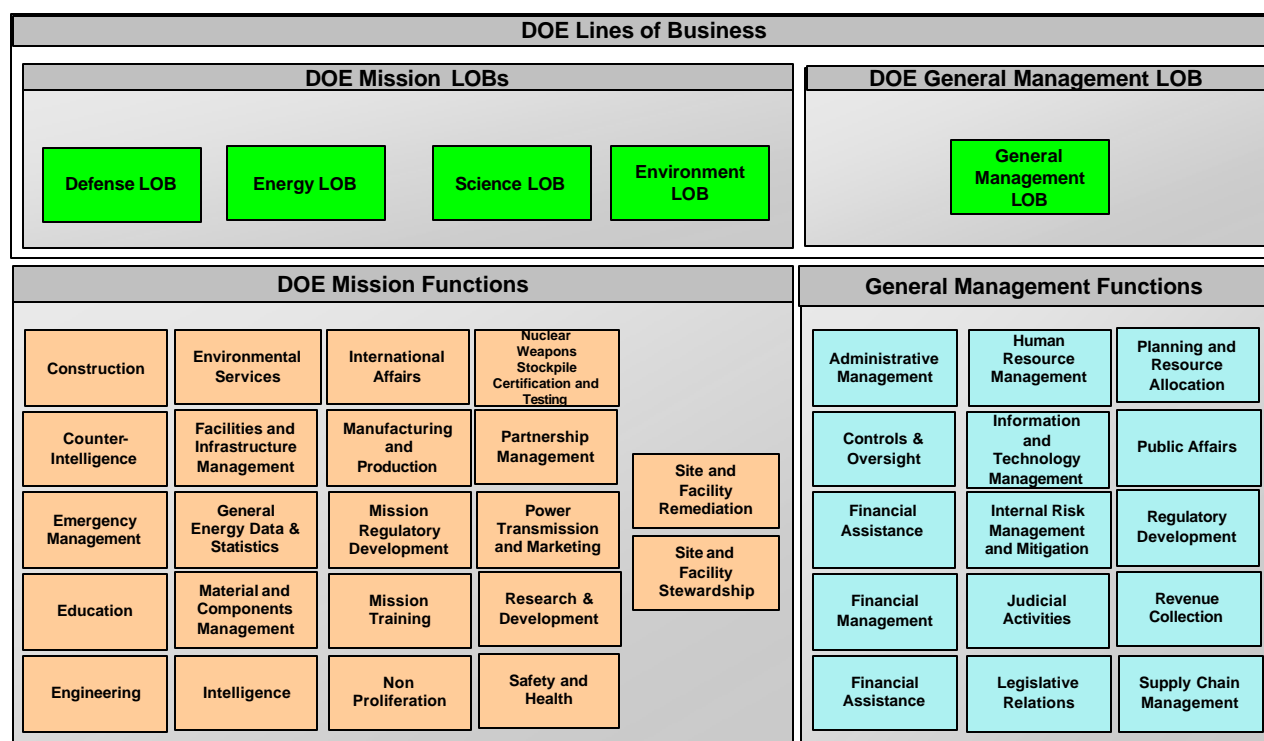 DOE Lines of Business
DOE Mission LOBs
Defense LOB
Energy LOB
Science LOB
Environment
LOB
DOE General Management LOB
General
Management
LOB
DOE Mission Functions
Construction
Environmental
Services
International
Affairs
Nuclear
Weapons
Stockpile
Certification and
Testing
Counter-
Intelligence
Facilities and
Infrastructure
Management
Manufacturing
and
Production
Partnership
Management
Site and
Facility
Remediation
Emergency
Management
General
Energy Data &
Statistics
Mission
Regulatory
Development
Power
Transmission
and Marketing
Site and
Facility
Stewardship
Education
Material and
Components
Management
Mission
Training
Research &
Development
Engineering
Intelligence
Non
Proliferation
Safety and
Health
General Management Functions
Administrative
Management
Human
Resource
Management
Planning and
Resource
Allocation
Controls &
Oversight
Information
and
Technology
Management
Public Affairs
Financial
Assistance
Internal Risk
Management
and Mitigation
Regulatory
Development
Financial
Management
Judicial
Activities
Revenue
Collection
Financial
Assistance
Legislative
Relations
Supply Chain
Management